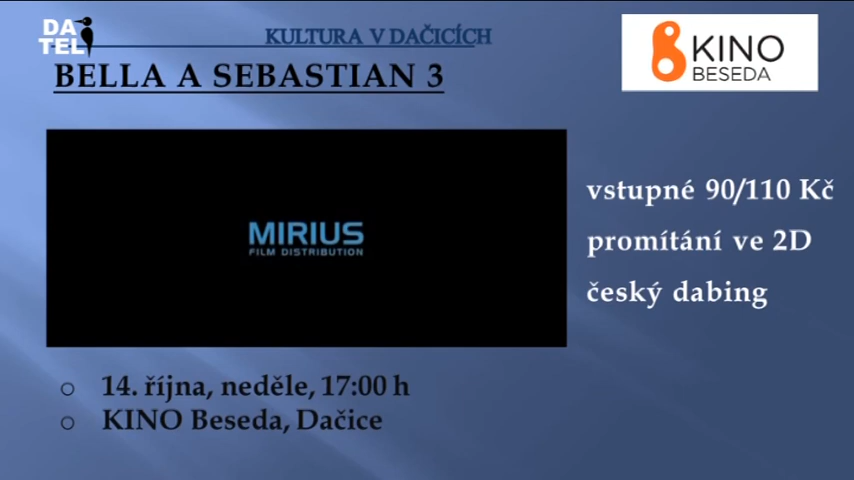 DA
TEL
KULTURA V DAČICÍCH
BELLA A SEBASTIAN 3
KINO
BESEDA
MIRIUS
FILM DISTRIBUTION
vstupné 90/110 Kč
promítání ve 2D
český dabing
14. října, neděle, 17:00 h
KINO Beseda, Dačice